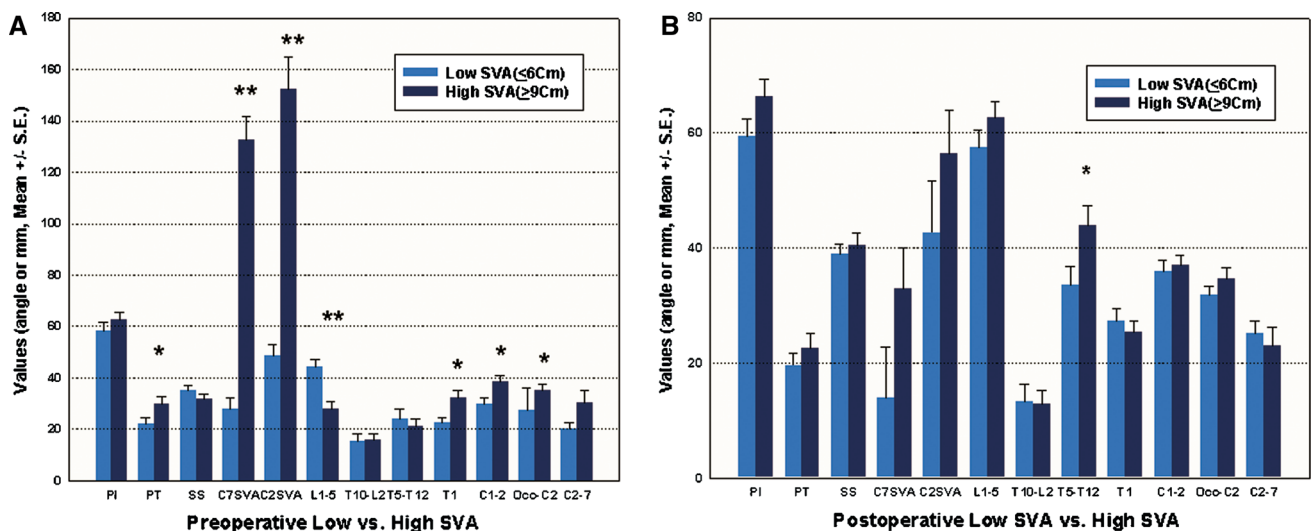 A
Values (angle or mm, Mean +/- S.E.)
180
160
140
120
100
80
60
40
20
0
Low SVA(≤6Cm)
High SVA(≥9Cm)
*
**
**
**
*
*
*
PI PT SS C7SVA C2SVA L1-5 T10-L2 T5-T12 T1 C1-2 Occ-C2 C2-7
Preoperative Low vs. High SVA
B
Values (angle or mm, Mean +/- S.E.)
80
60
40
20
0
Low SVA(≤6Cm)
High SVA(≥9Cm)
*
PI PT SS C7SVA C2SVA L1-5 T10-L2 T5-T12 T1 C1-2 Occ-C2 C2-7
Postoperative Low SVA vs. High SVA